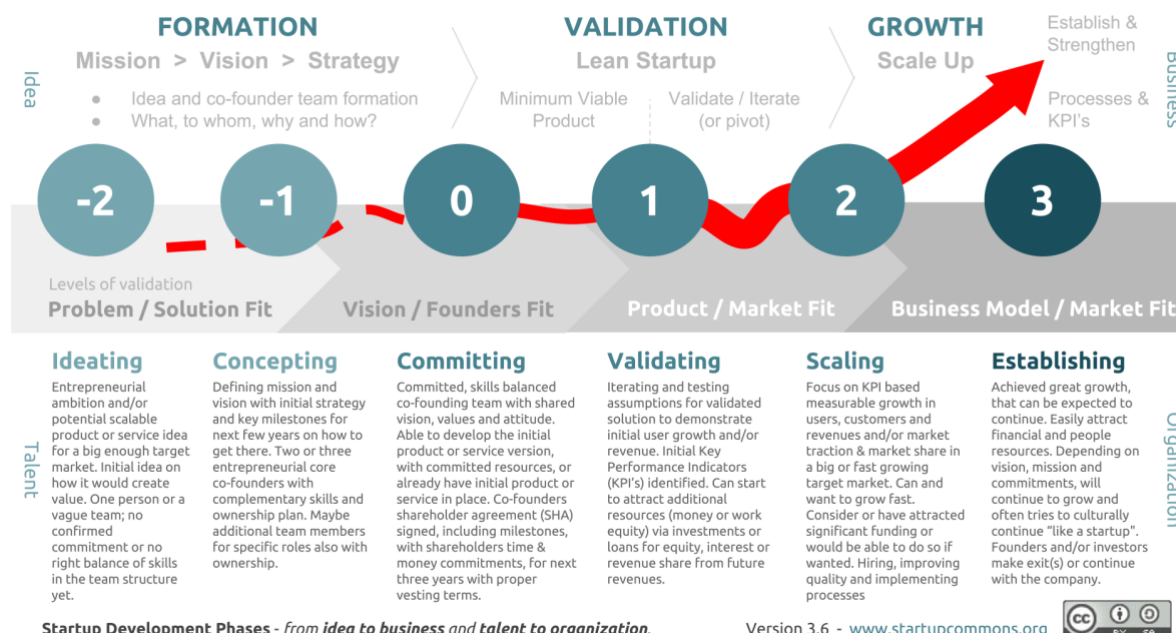 FORMATION
Mission > Vision > Strategy
● Idea and co-founder team formation
● What, to whom, why and how?
VALIDATION
Lean Startup
Minimum Viable
Product
Validate / Iterate
(or pivot)
GROWTH
Scale Up
Establish &
Strengthen
Processes &
KPI's
Idea
Business
-2
-1
0
1
2
3
Levels of validation
Problem / Solution Fit
Vision / Founders Fit
Product / Market Fit
Business Model / Market Fit
Talent
Organization
Ideating
Entrepreneurial
ambition and/or
potential scalable
product or service idea
for a big enough target
market. Initial idea on
how it would create
value. One person or a
vague team; no
confirmed
commitment or no
right balance of skills
in the team structure
yet.
Concepting
Defining mission and
vision with initial strategy
and key milestones for
next few years on how to
get there. Two or three
entrepreneurial core
co-founders with
complementary skills and
ownership plan. Maybe
additional team members
for specific roles also with
ownership.
Committing
Committed, skills balanced
co-founding team with shared
vision, values and attitude.
Able to develop the initial
product or service version,
with committed resources, or
already have initial product or
service in place. Co-founders
shareholder agreement (SHA)
signed, including milestones,
with shareholders time &
money commitments, for next
three years with proper
vesting terms.
Validating
Iterating and testing
assumptions for validated
solution to demonstrate
initial user growth and/or
revenue. Initial Key
Performance Indicators
(KPI's) identified. Can start
to attract additional
resources (money or work
equity) via investments or
loans for equity, interest or
revenue share from future
revenues.
Scaling
Focus on KPI based
measurable growth in
users, customers and
revenues and/or market
traction & market share in
a big or fast growing
target market. Can and
want to grow fast.
Consider or have attracted
significant funding or
would be able to do so if
wanted. Hiring, improving
quality and implementing
processes
Establishing
Achieved great growth,
that can be expected to
continue. Easily attract
financial and people
resources. Depending on
vision, mission and
commitments, will
continue to grow and
often tries to culturally
continue “like a startup”.
Founders and/or investors
make exit(s) or continue
with the company.
Startup Development Phases - from idea to business and talent to organization.
Version 3.6 - www.startupcommons.org
cc